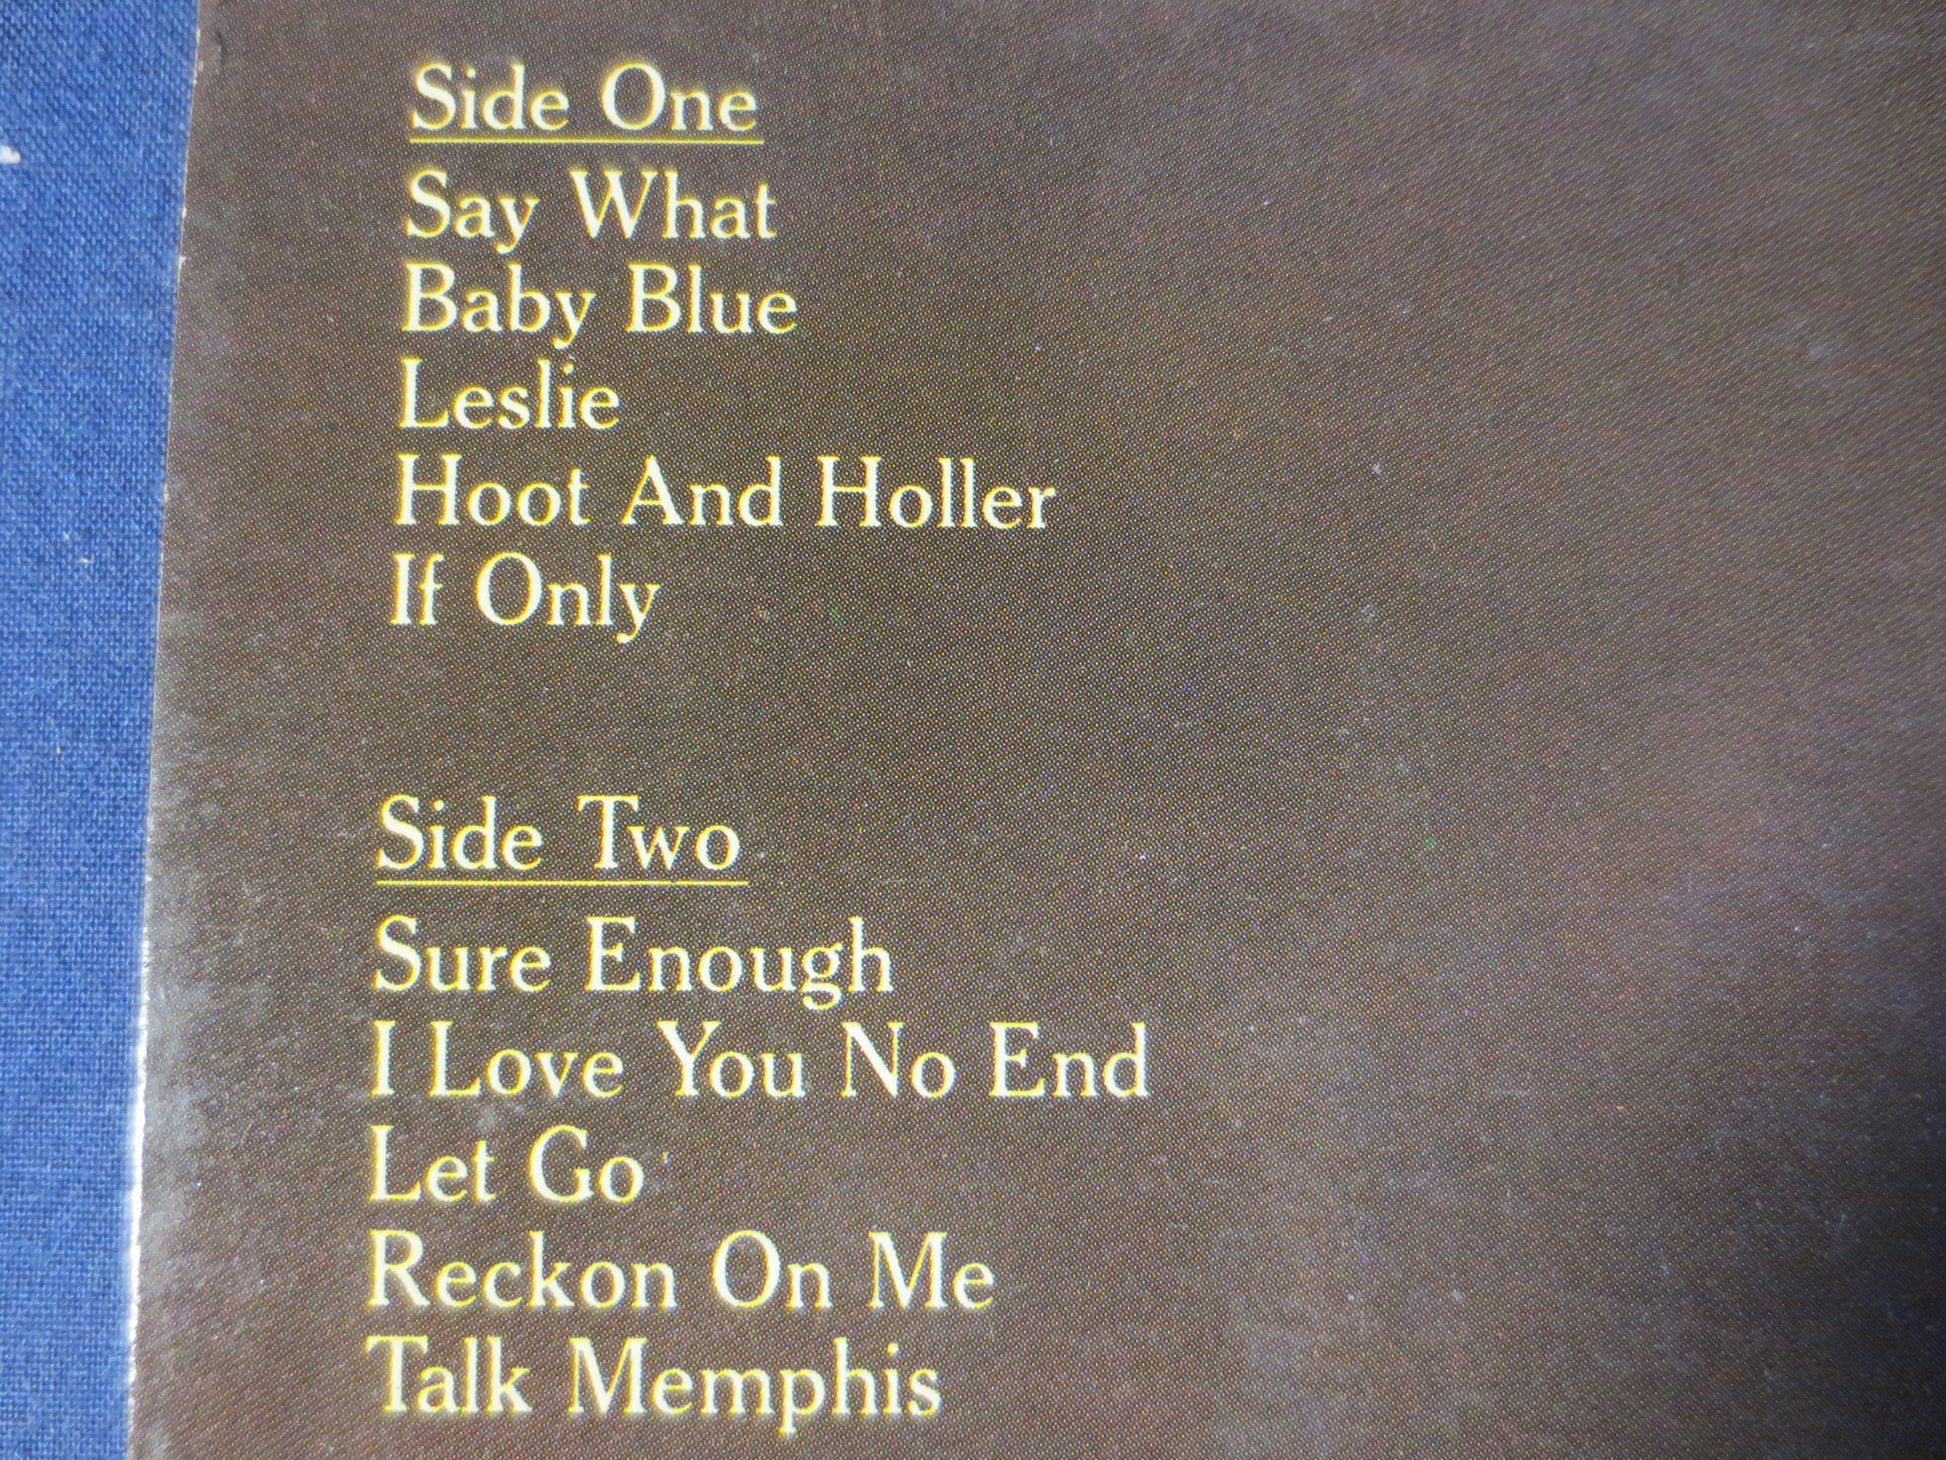 Side One
Say What
Baby Blue
Leslie
Hoot And Holler
If Only
Side Two
Sure Enough
I Love You No End
Let Go
Reckon On Me
Talk Memphis